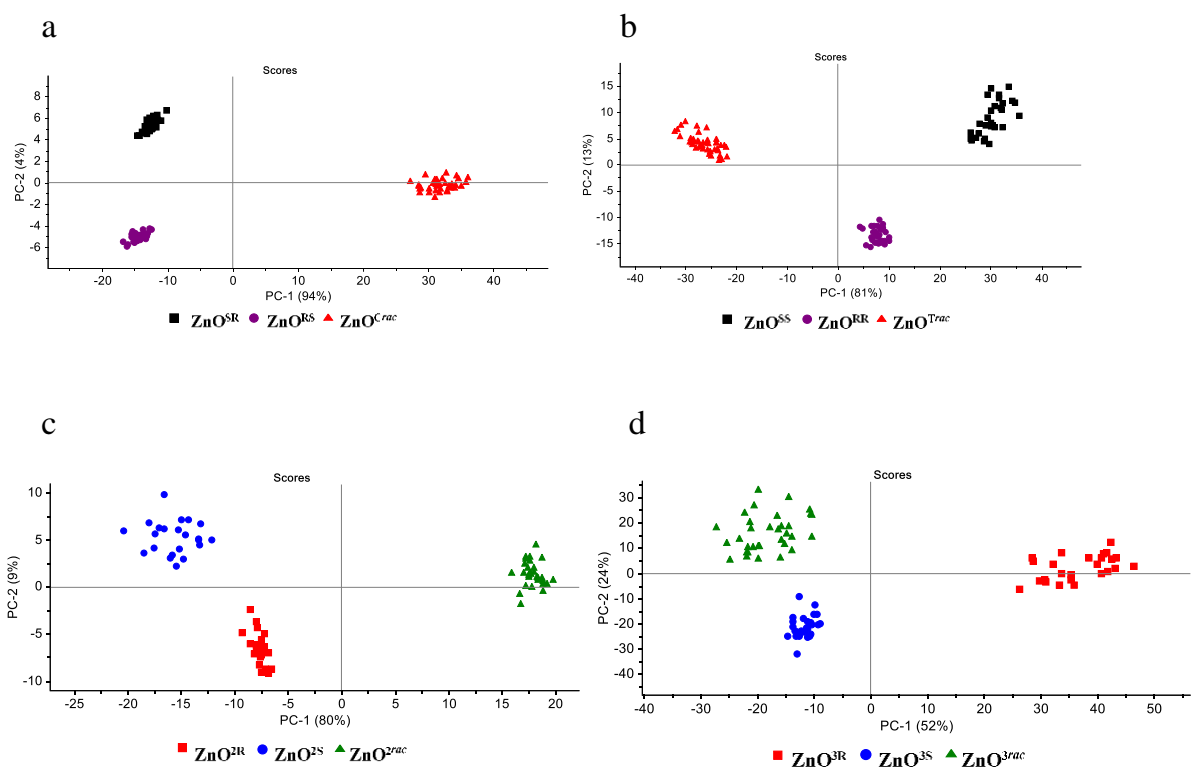 a
Scores
8
6
4
2
0
-2
-4
-6
PC-2 (4%)
-20 -10 0 10 20 30 40
PC-1 (94%)
ZnO^SR ZnO^RS ZnO^Crac
b
Scores
15
10
5
0
-5
-10
-15
PC-2 (13%)
-40 -30 -20 -10 0 10 20 30 40
PC-1 (81%)
ZnO^SS ZnO^RR ZnO^Trac
c
Scores
10
5
0
-5
-10
PC-2 (9%)
-25 -20 -15 -10 -5 0 5 10 15 20
PC-1 (80%)
ZnO^2R ZnO^2S ZnO^2rac
d
Scores
30
20
10
0
-10
-20
-30
-40
PC-2 (24%)
-40 -30 -20 -10 0 10 20 30 40 50
PC-1 (52%)
ZnO^3R ZnO^3S ZnO^3rac